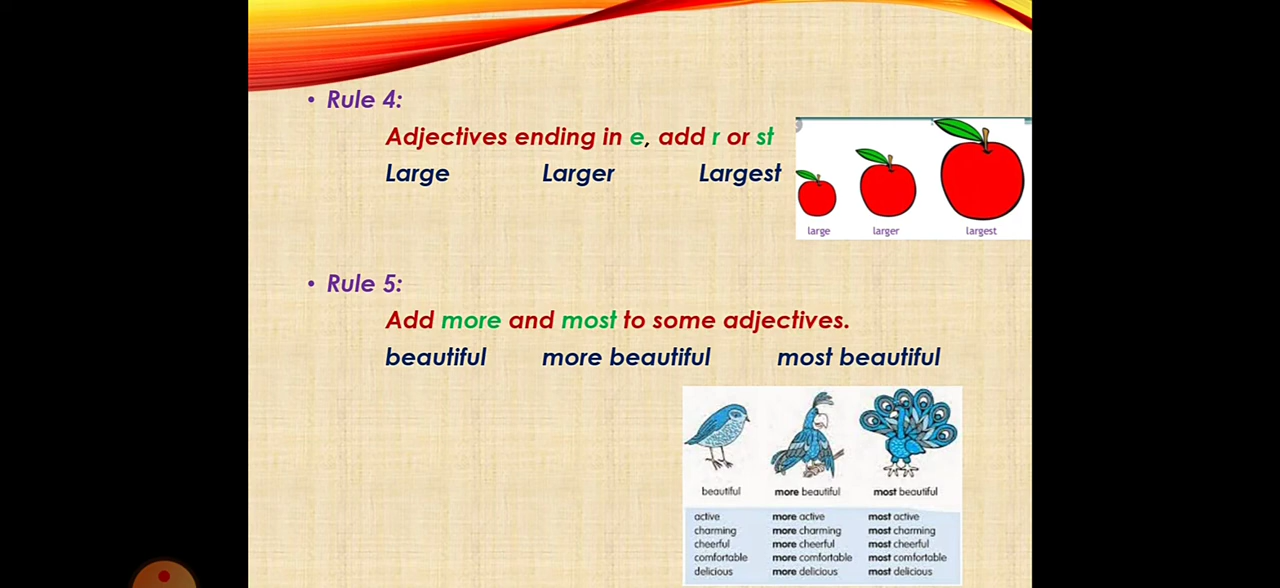 • Rule 4:
Adjectives ending in e, add r or st
Large Larger Largest
large larger largest
• Rule 5:
Add more and most to some adjectives.
beautiful more beautiful most beautiful
beautiful more beautiful most beautiful
active more active most active
charming more charming most charming
cheerful more cheerful most cheerful
comfortable more comfortable most comfortable
delicious more delicious most delicious